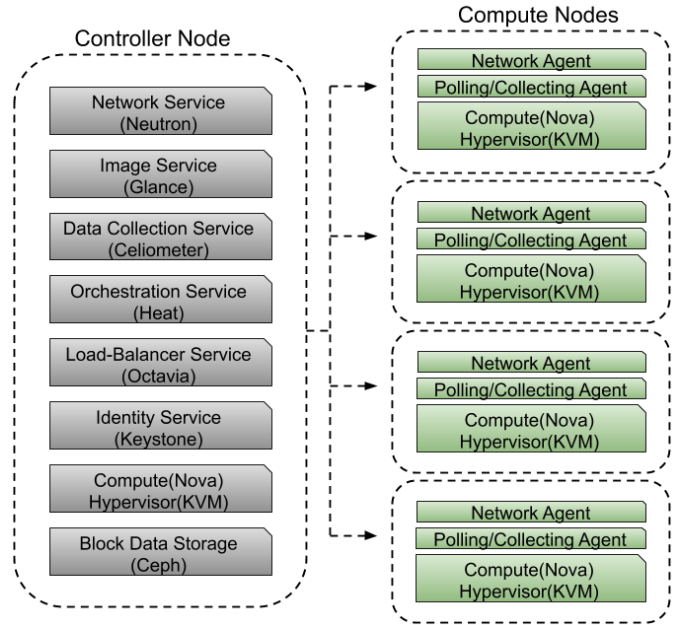 Controller Node
Network Service
(Neutron)
Image Service
(Glance)
Data Collection Service
(Celiometer)
Orchestration Service
(Heat)
Load-Balancer Service
(Octavia)
Identity Service
(Keystone)
Compute(Nova)
Hypervisor(KVM)
Block Data Storage
(Ceph)
Compute Nodes
Network Agent
Polling/Collecting Agent
Compute(Nova)
Hypervisor(KVM)
Network Agent
Polling/Collecting Agent
Compute(Nova)
Hypervisor(KVM)
Network Agent
Polling/Collecting Agent
Compute(Nova)
Hypervisor(KVM)
Network Agent
Polling/Collecting Agent
Compute(Nova)
Hypervisor(KVM)